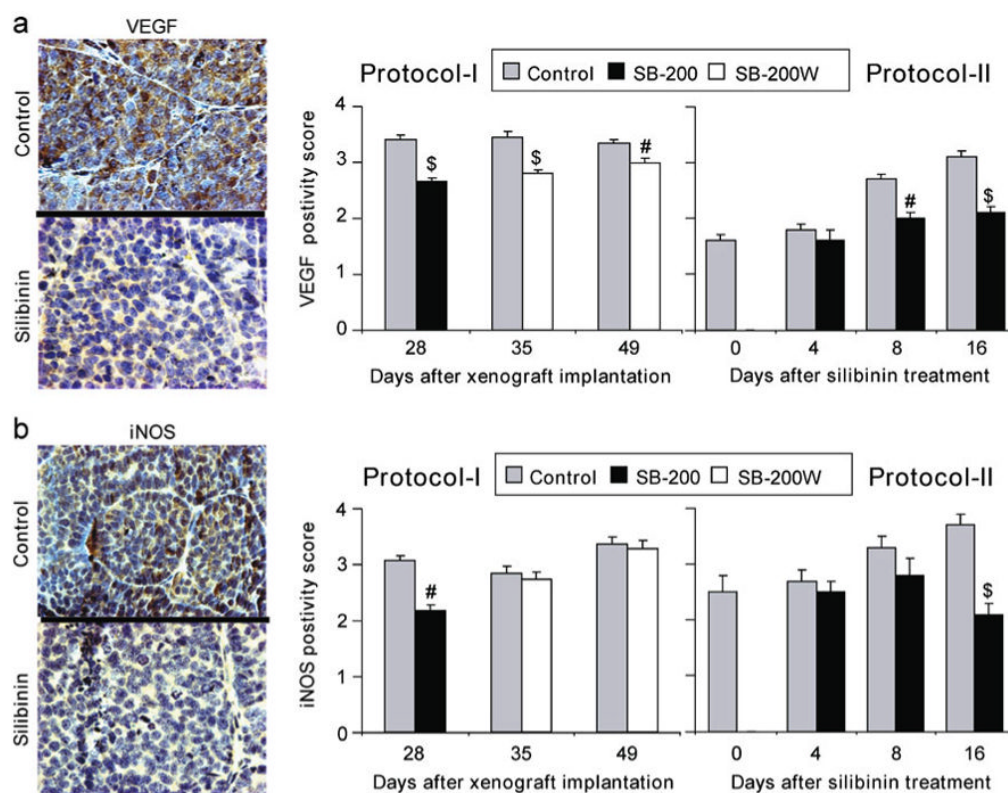 a
VEGF
Control
Silibinin
Protocol-I
Control SB-200 SB-200W
Protocol-II
VEGF postivity score
4
3
2
1
0
$
$
#
#
$
28 35 49
Days after xenograft implantation
0 4 8 16
Days after silibinin treatment
b
iNOS
Control
Silibinin
Protocol-I
Control SB-200 SB-200W
Protocol-II
iNOS postivity score
4
3
2
1
0
#
$
28 35 49
Days after xenograft implantation
0 4 8 16
Days after silibinin treatment